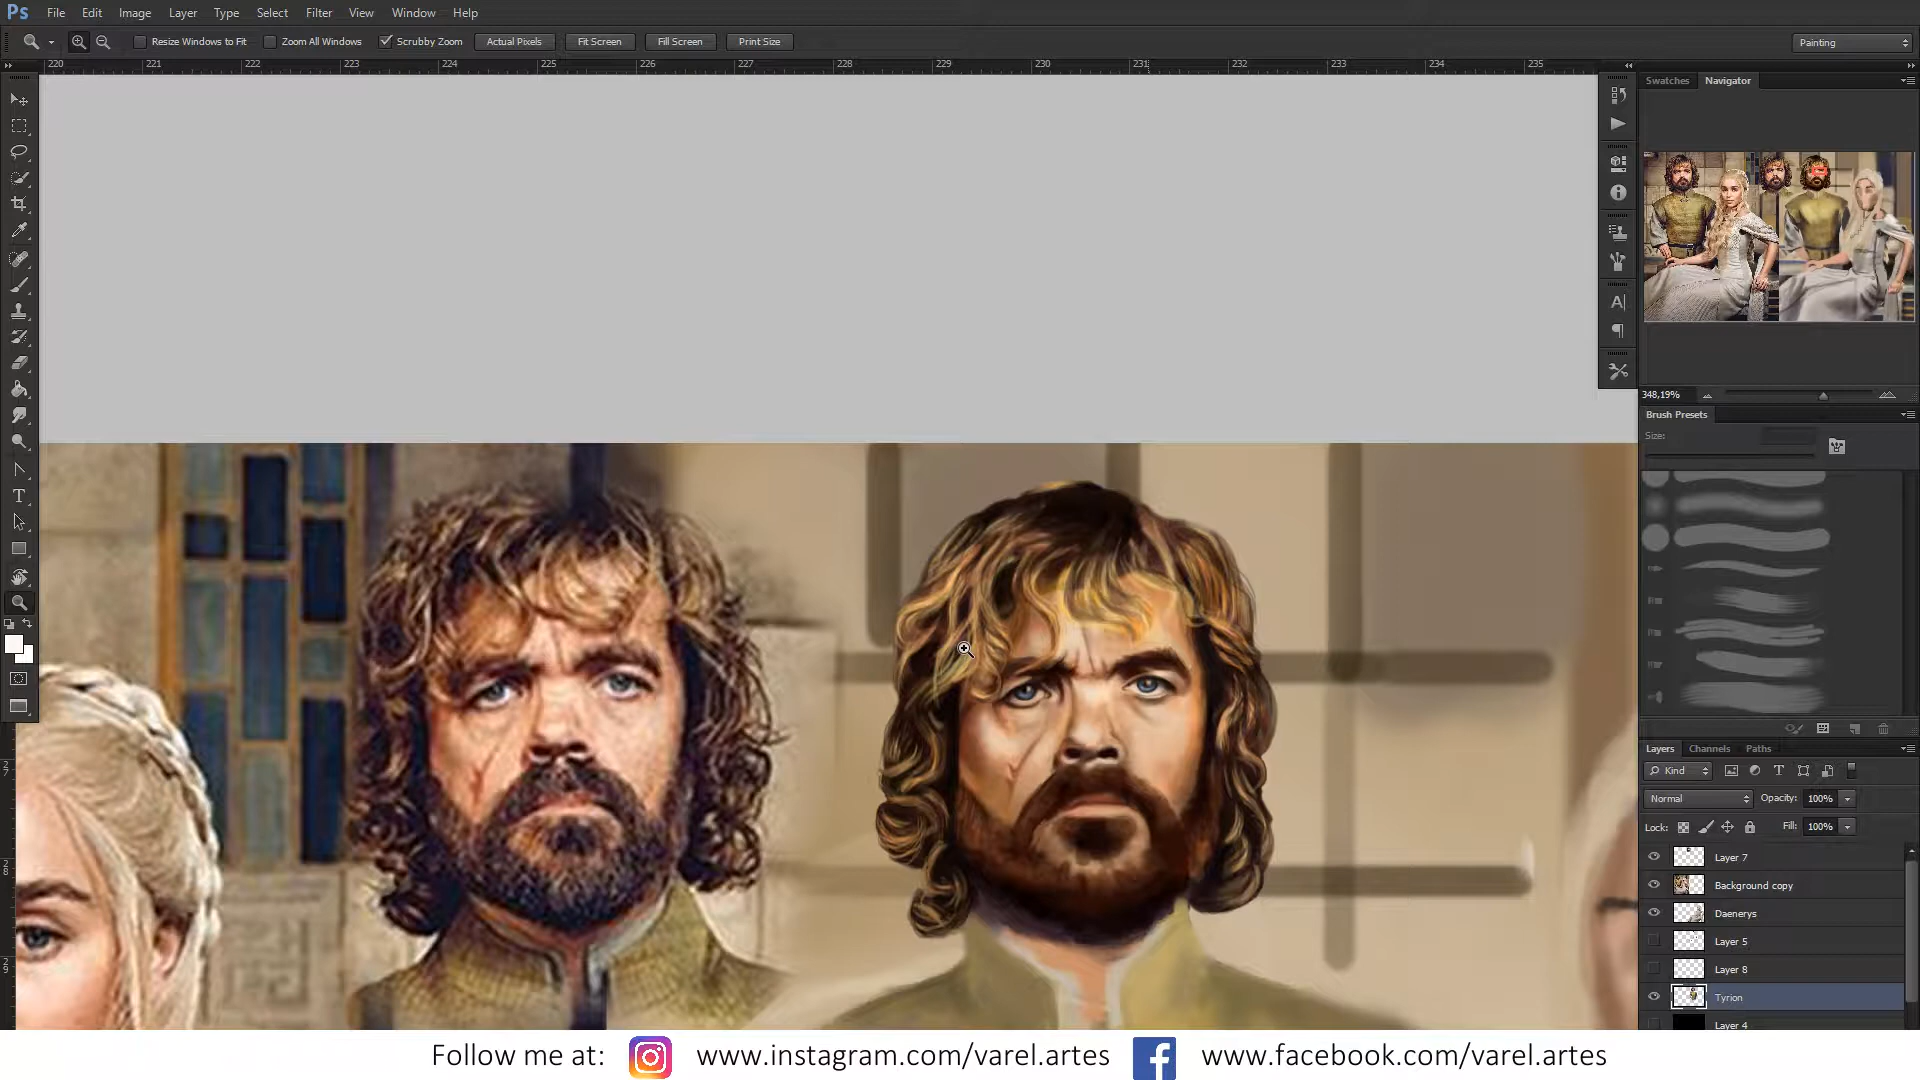 Ps File Edit Image Layer Type Select Filter View Window Help
Resize Windows to Fit Zoom All Windows Scrubby Zoom Actual Pixels Fit Screen Fill Screen Print Size Painting
220 221 222 223 224 225 226 227 228 229 230 231 232 233 234 235
Swatches Navigator
348,19%
Brush Presets
Size:
Layers Channels Paths
Kind
Normal Opacity: 100%
Lock: Fill: 100%
Layer 7
Background copy
Daenerys
Layer 5
Layer 8
Tyrion
Layer 4
27
28
29
Follow me at: www.instagram.com/varel.artes www.facebook.com/varel.artes